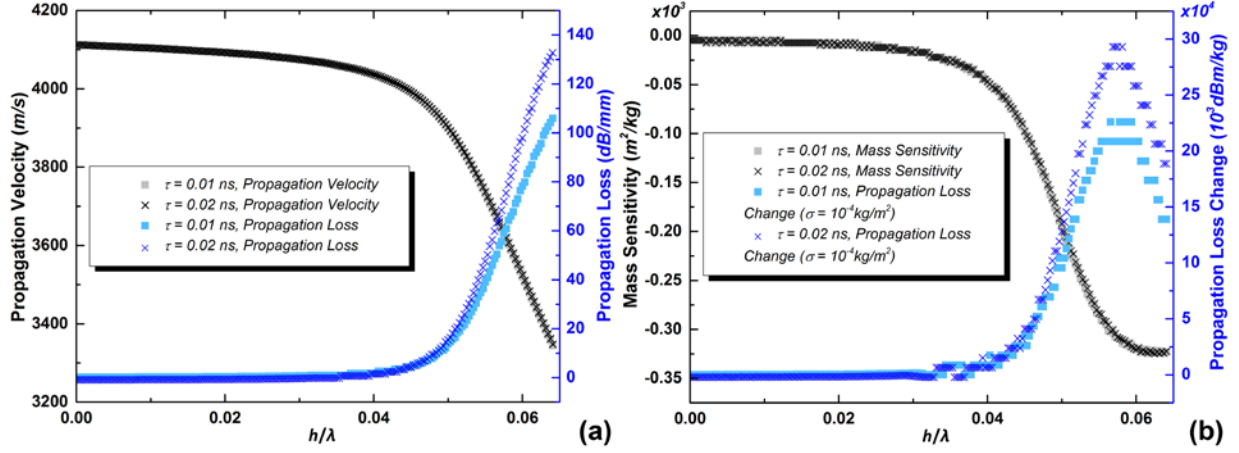 4200
4000
3800
3600
3400
3200
Propagation Velocity (m/s)
τ = 0.01 ns, Propagation Velocity
τ = 0.02 ns, Propagation Velocity
τ = 0.01 ns, Propagation Loss
τ = 0.02 ns, Propagation Loss
140
120
100
80
60
40
20
0
Propagation Loss (dB/mm)
0.00
0.02
0.04
0.06
h/λ
(a)
x10³
0.00
-0.05
-0.10
-0.15
-0.20
-0.25
-0.30
-0.35
Mass Sensitivity (m²/kg)
τ = 0.01 ns, Mass Sensitivity
τ = 0.02 ns, Mass Sensitivity
τ = 0.01 ns, Propagation Loss
Change (σ = 10⁻⁴kg/m²)
τ = 0.02 ns, Propagation Loss
Change (σ = 10⁻⁴kg/m²)
x10⁴
30
25
20
15
10
5
0
Propagation Loss Change (10³dBm/kg)
0.00
0.02
0.04
0.06
h/λ
(b)